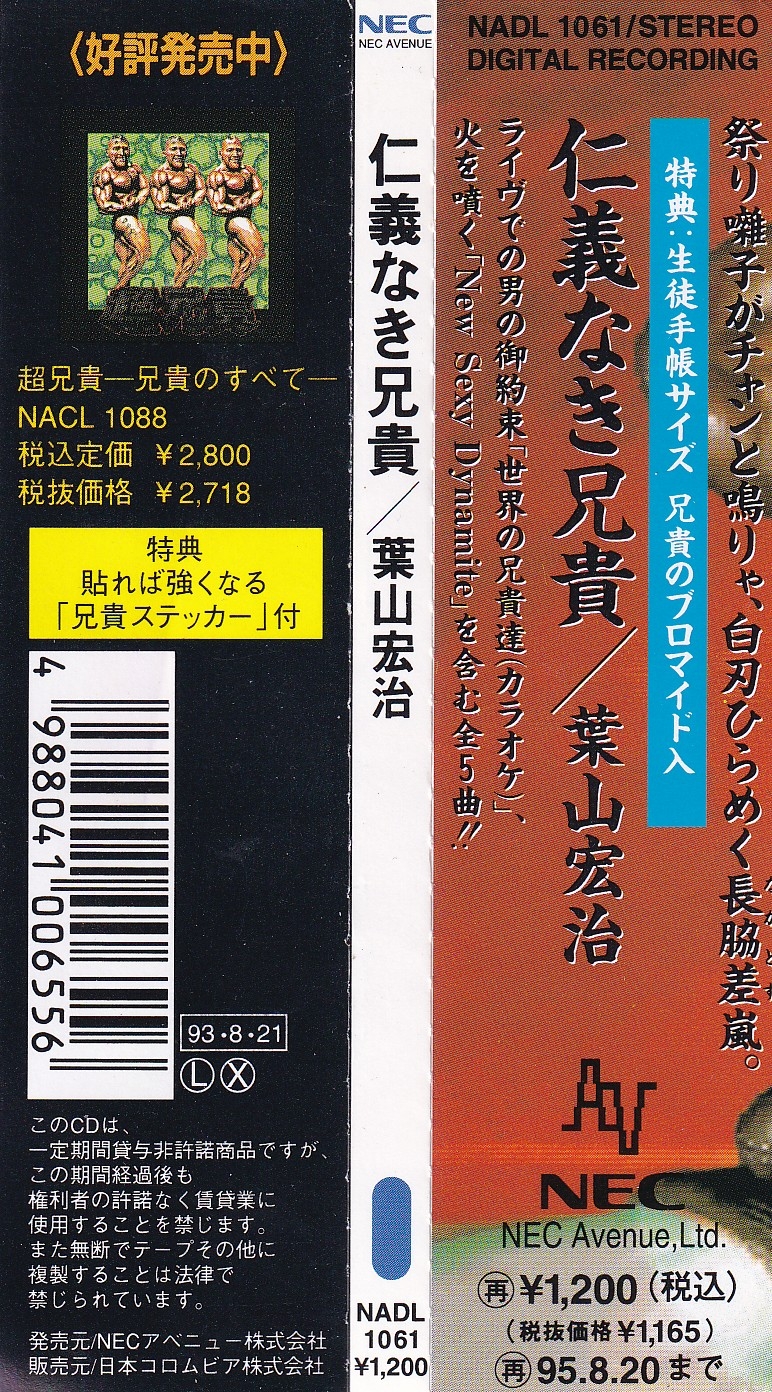 〈好評発売中〉
超兄貴―兄貴のすべて―
NACL 1088
税込定価 ￥2,800
税抜価格 ￥2,718
特典
貼れば強くなる
「兄貴ステッカー」付
4 988041 006556
93・8・21
Ⓛ Ⓧ
このCDは、
一定期間貸与非許諾商品ですが、
この期間経過後も
権利者の許諾なく賃貸業に
使用することを禁じます。
また無断でテープその他に
複製することは法律で
禁じられています。
発売元/NECアベニュー株式会社
販売元/日本コロムビア株式会社
NEC
NEC AVENUE
仁義なき兄貴／葉山宏治
NADL
1061
¥1,200
NADL 1061/STEREO
DIGITAL RECORDING
祭り囃子がチャンと鳴りゃ、白刃ひらめく長脇差嵐。
特典：生徒手帳サイズ 兄貴のブロマイド入
仁義なき兄貴／葉山宏治
ライヴでの男の御約束「世界の兄貴達(カラオケ)」、
火を噴く「New Sexy Dynamite」を含む全5曲!!
NEC
NEC Avenue,Ltd.
㊢¥1,200（税込）
（税抜価格¥1,165）
㊢95.8.20まで